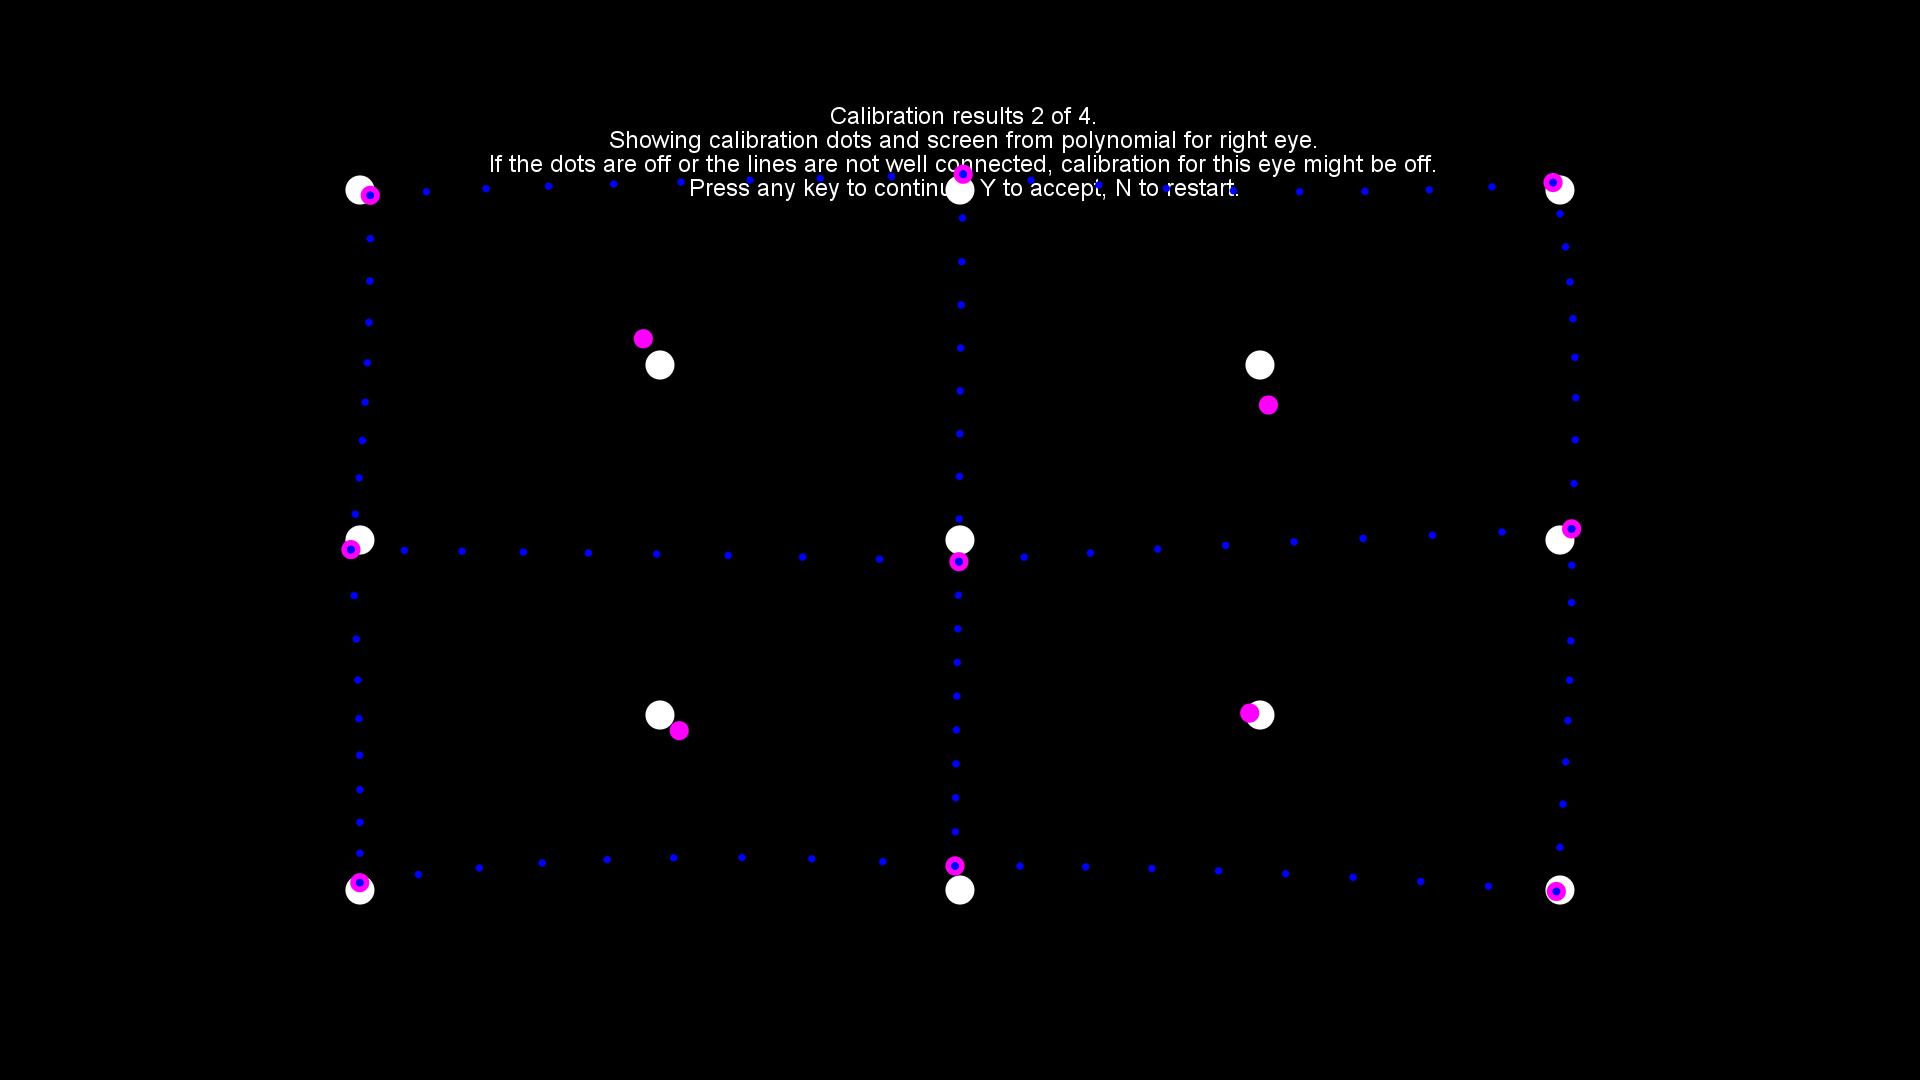 Calibration results 2 of 4.
Showing calibration dots and screen from polynomial for right eye.
If the dots are off or the lines are not well connected, calibration for this eye might be off.
Press any key to continue, Y to accept, N to restart.